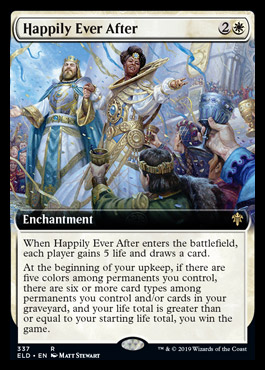 Happily Ever After 2
Enchantment
When Happily Ever After enters the battlefield,
each player gains 5 life and draws a card.
At the beginning of your upkeep, if there are
five colors among permanents you control,
there are six or more card types among
permanents you control and/or cards in your
graveyard, and your life total is greater than
or equal to your starting life total, you win the
game.
337 R
ELD • EN MATT STEWART
™ & © 2019 Wizards of the Coast